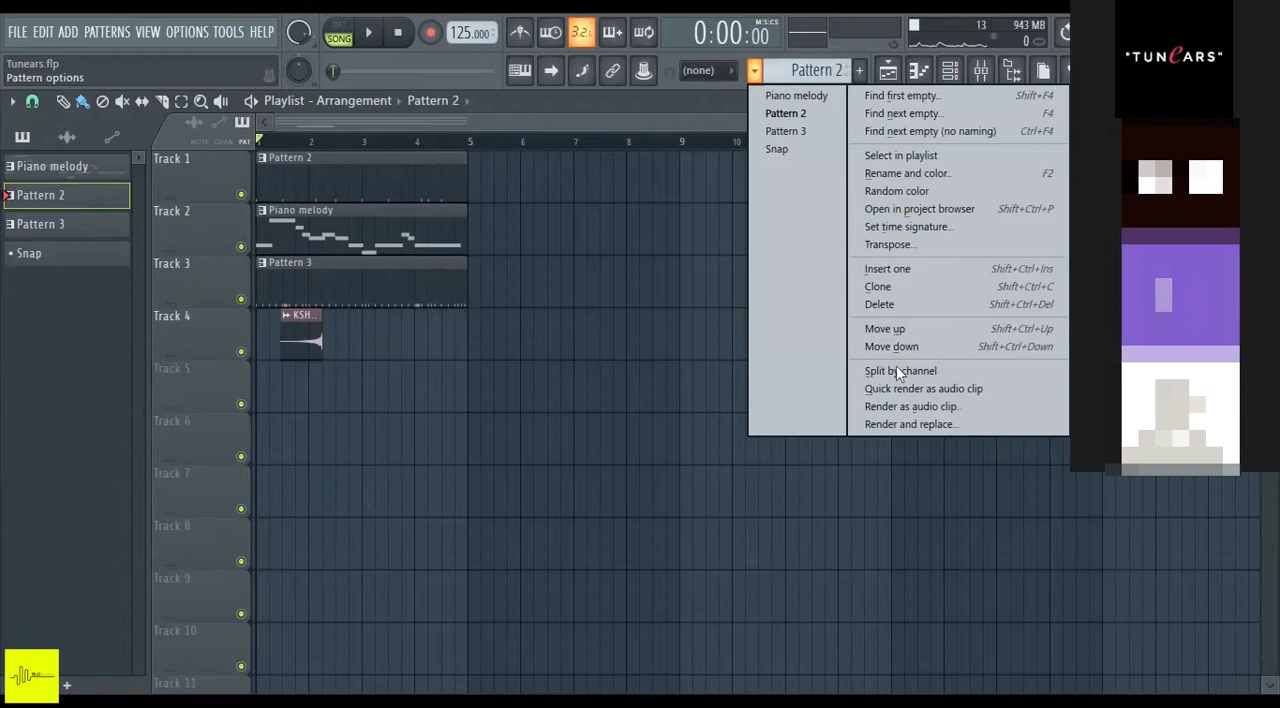 FILE EDIT ADD PATTERNS VIEW OPTIONS TOOLS HELP
PAT
SONG
125.000
3.2.
0:00:00
M:S:CS
13
943 MB
0
"TUNEARS"
Tunears.flp
Pattern options
(none)
Pattern 2
Playlist - Arrangement
Pattern 2
NOTE CHAN PAT
1 2 3 4 5 6 7 8 9 10
Piano melody
Pattern 2
Pattern 3
Snap
Track 1
Pattern 2
Track 2
Piano melody
Track 3
Pattern 3
Track 4
KSH..
Track 5
Track 6
Track 7
Track 8
Track 9
Track 10
Track 11
Piano melody
Pattern 2
Pattern 3
Snap
Find first empty... Shift+F4
Find next empty... F4
Find next empty (no naming) Ctrl+F4
Select in playlist
Rename and color... F2
Random color
Open in project browser Shift+Ctrl+P
Set time signature...
Transpose...
Insert one Shift+Ctrl+Ins
Clone Shift+Ctrl+C
Delete Shift+Ctrl+Del
Move up Shift+Ctrl+Up
Move down Shift+Ctrl+Down
Split by channel
Quick render as audio clip
Render as audio clip..
Render and replace...